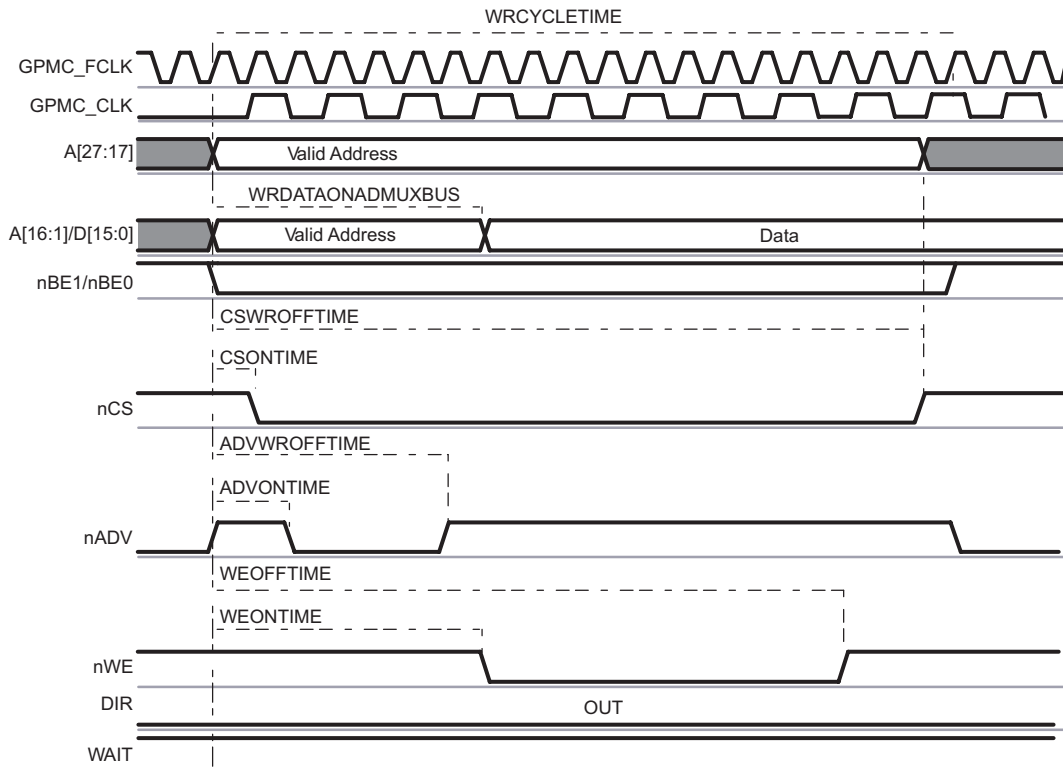 WRCYCLETIME
GPMC_FCLK
GPMC_CLK
A[27:17] Valid Address
WRDATAONADMUXBUS
A[16:1]/D[15:0] Valid Address Data
nBE1/nBE0
CSWROFFTIME
CSONTIME
nCS
ADVWROFFTIME
ADVONTIME
nADV
WEOFFTIME
WEONTIME
nWE
DIR OUT
WAIT